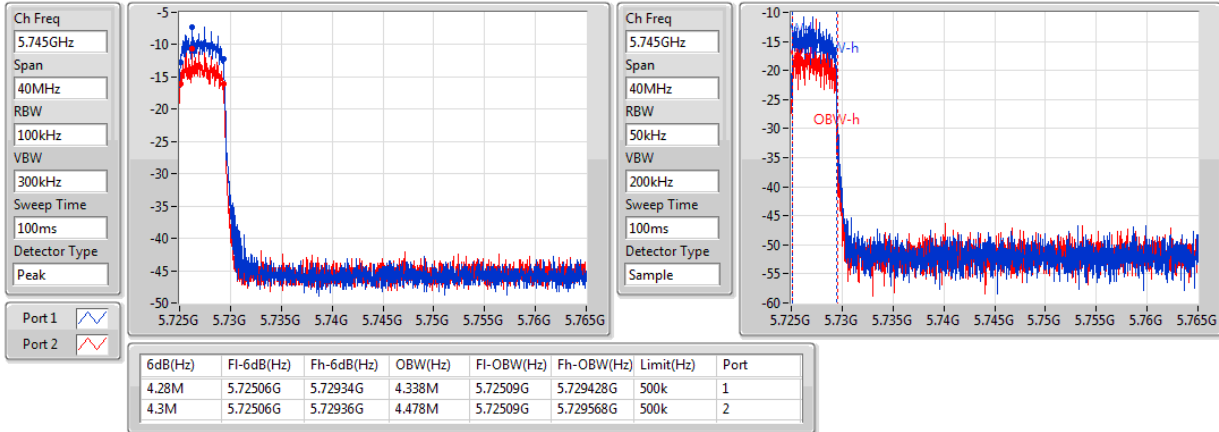 Ch Freq
5.745GHz
Span
40MHz
RBW
100kHz
VBW
300kHz
Sweep Time
100ms
Detector Type
Peak
Port 1
Port 2
-5
-10
-15
-20
-25
-30
-35
-40
-45
-50
5.725G 5.73G 5.735G 5.74G 5.745G 5.75G 5.755G 5.76G 5.765G
Ch Freq
5.745GHz
Span
40MHz
RBW
50kHz
VBW
200kHz
Sweep Time
100ms
Detector Type
Sample
-10
-15
-20
-25
-30
-35
-40
-45
-50
-55
-60
OBW-h
5.725G 5.73G 5.735G 5.74G 5.745G 5.75G 5.755G 5.76G 5.765G
6dB(Hz) Fl-6dB(Hz) Fh-6dB(Hz) OBW(Hz) Fl-OBW(Hz) Fh-OBW(Hz) Limit(Hz) Port
4.28M 5.72506G 5.72934G 4.338M 5.72509G 5.729428G 500k 1
4.3M 5.72506G 5.72936G 4.478M 5.72509G 5.729568G 500k 2